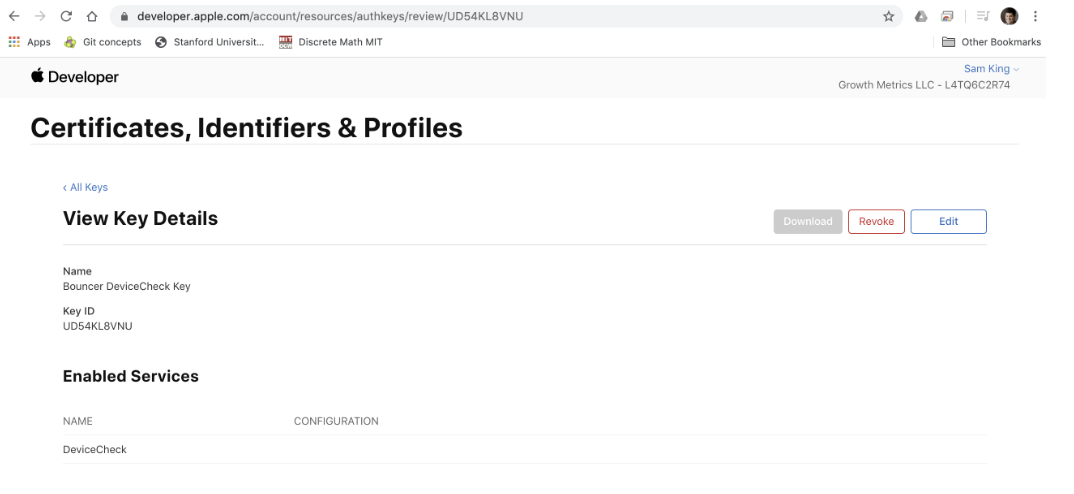 developer.apple.com/account/resources/authkeys/review/UD54KL8VNU
Apps Git concepts Stanford Universit... Discrete Math MIT Other Bookmarks
Developer
Sam King
Growth Metrics LLC - L4TQ6C2R74
Certificates, Identifiers & Profiles
‹ All Keys
View Key Details
Download Revoke Edit
Name
Bouncer DeviceCheck Key
Key ID
UD54KL8VNU
Enabled Services
NAME CONFIGURATION
DeviceCheck